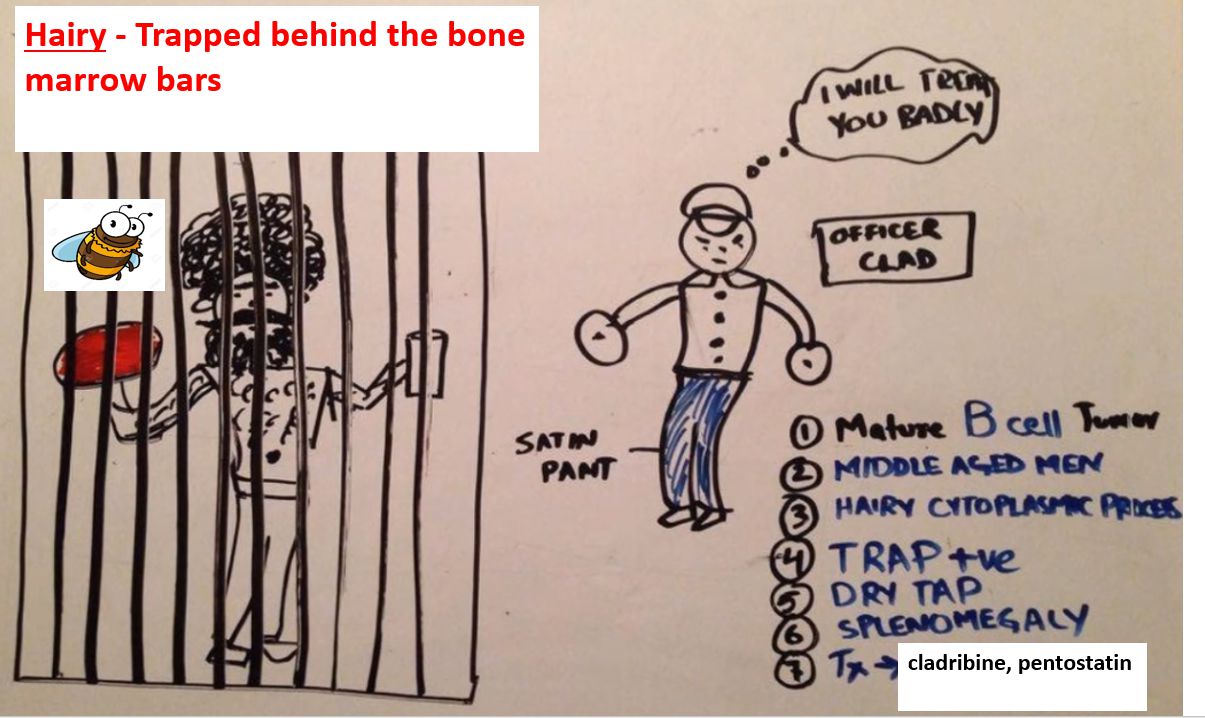 Hairy - Trapped behind the bone
marrow bars
I WILL TREAT
YOU BADLY
OFFICER
CLAD
SATIN
PANT
1 Mature B cell Tumor
2 MIDDLE AGED MEN
3 HAIRY CYTOPLASMIC PROCESS
4 TRAP +ve
5 DRY TAP
6 SPLENOMEGALY
7 Tx → cladribine, pentostatin